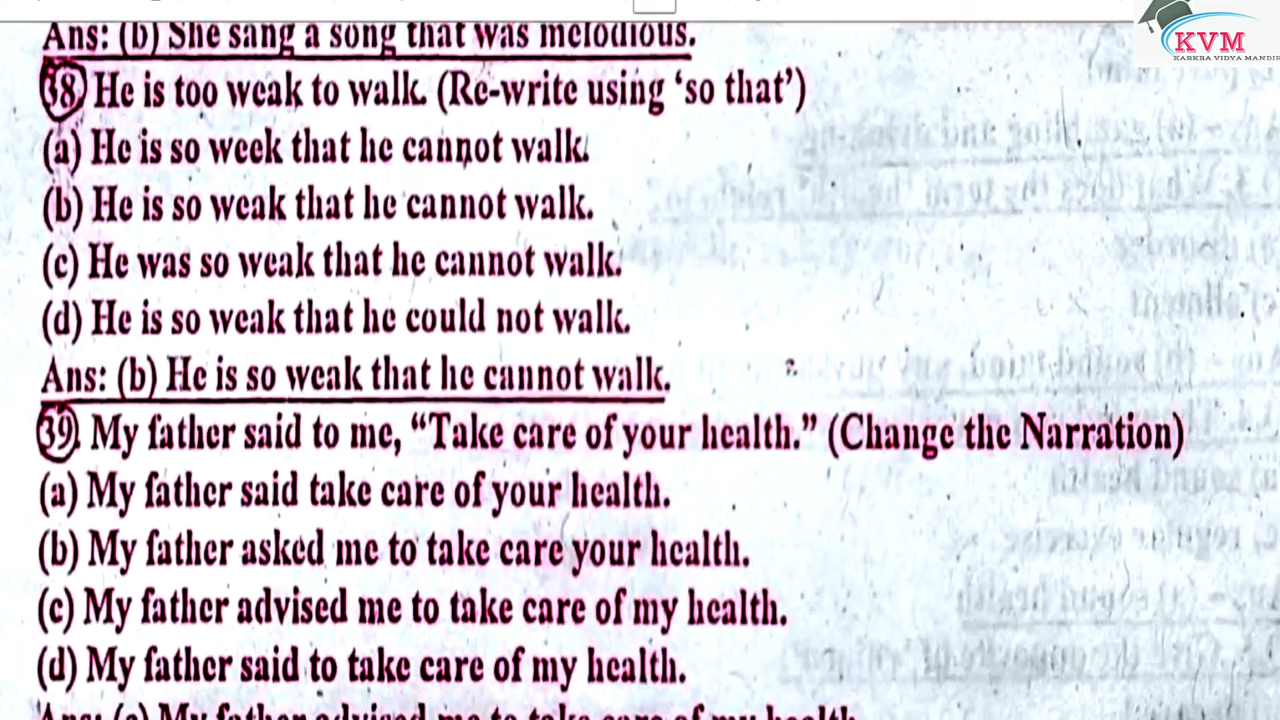 KVM
KARKRA VIDYA MANDIR
Ans: (b) She sang a song that was melodious.
38 He is too weak to walk. (Re-write using ‘so that’)
(a) He is so week that he cannot walk.
(b) He is so weak that he cannot walk.
(c) He was so weak that he cannot walk.
(d) He is so weak that he could not walk.
Ans: (b) He is so weak that he cannot walk.
39. My father said to me, “Take care of your health.” (Change the Narration)
(a) My father said take care of your health.
(b) My father asked me to take care your health.
(c) My father advised me to take care of my health.
(d) My father said to take care of my health.
Ans: (c) My father advised me to take care of my health.